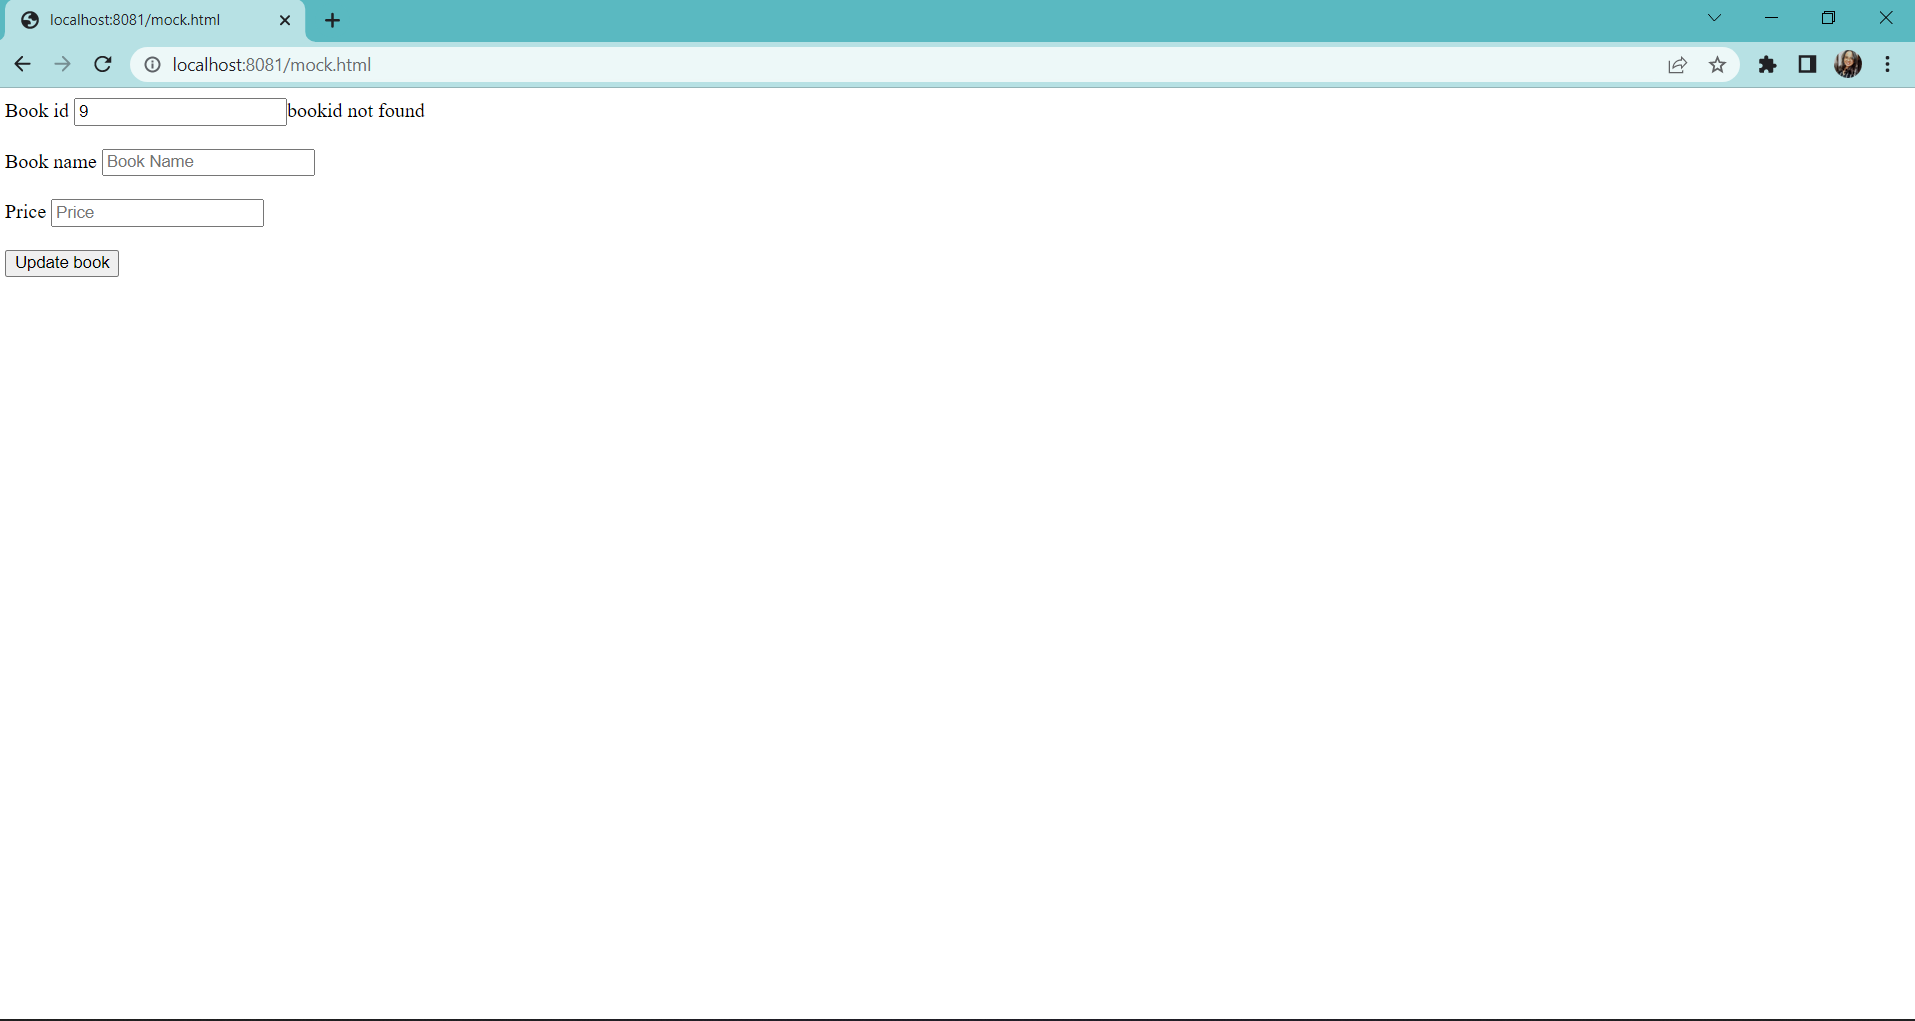 localhost:8081/mock.html
localhost:8081/mock.html
Book id 9 bookid not found
Book name Book Name
Price Price
Update book